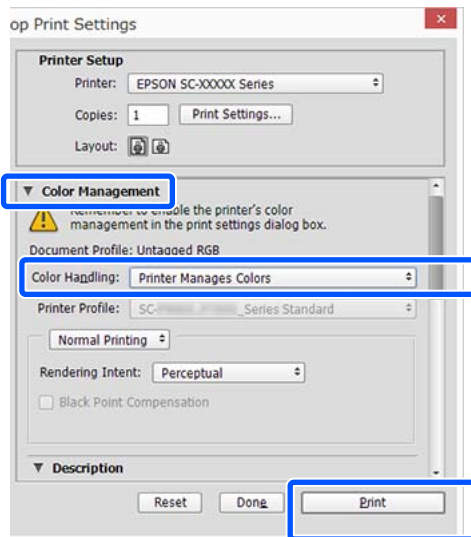 op Print Settings
Printer Setup
Printer: EPSON SC-XXXXX Series
Copies: 1 Print Settings...
Layout:
Color Management
Remember to enable the printer's color
management in the print settings dialog box.
Document Profile: Untagged RGB
Color Handling: Printer Manages Colors
Printer Profile: SC- _Series Standard
Normal Printing
Rendering Intent: Perceptual
Black Point Compensation
Description
Reset Done Print